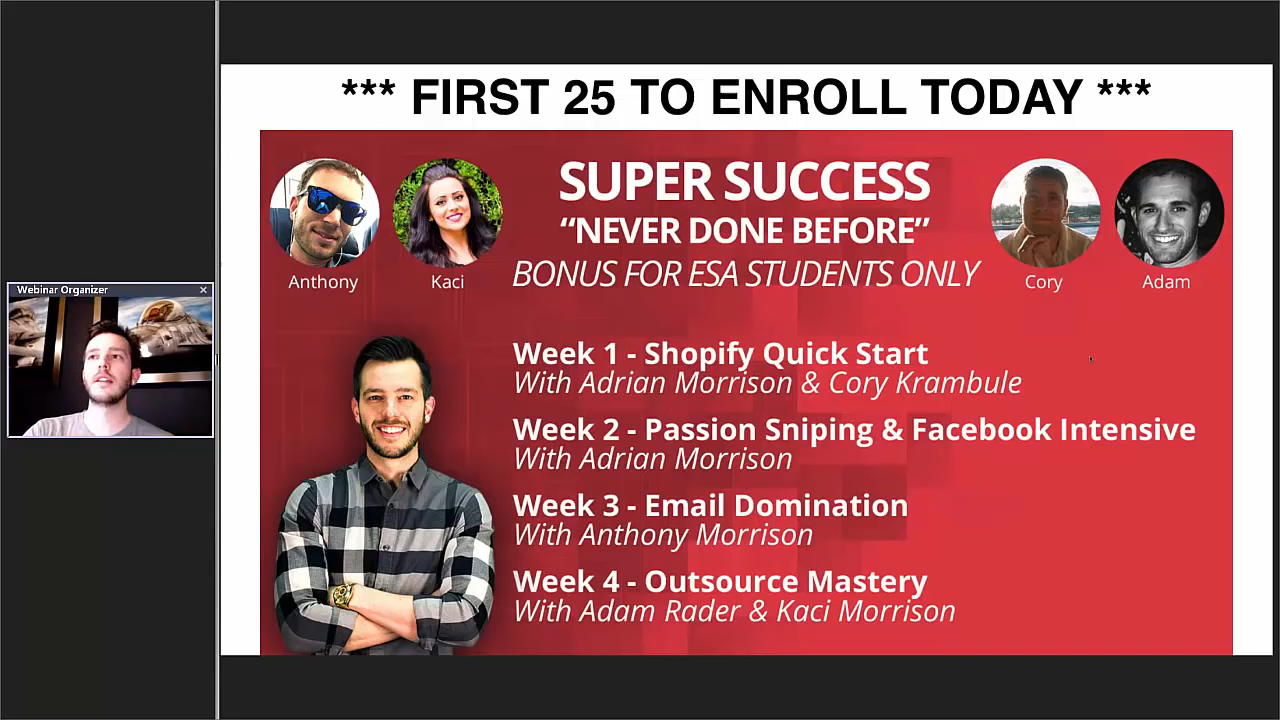 *** FIRST 25 TO ENROLL TODAY ***
SUPER SUCCESS
“NEVER DONE BEFORE”
BONUS FOR ESA STUDENTS ONLY
Anthony
Kaci
Cory
Adam
Webinar Organizer
Week 1 - Shopify Quick Start
With Adrian Morrison & Cory Krambule
Week 2 - Passion Sniping & Facebook Intensive
With Adrian Morrison
Week 3 - Email Domination
With Anthony Morrison
Week 4 - Outsource Mastery
With Adam Rader & Kaci Morrison